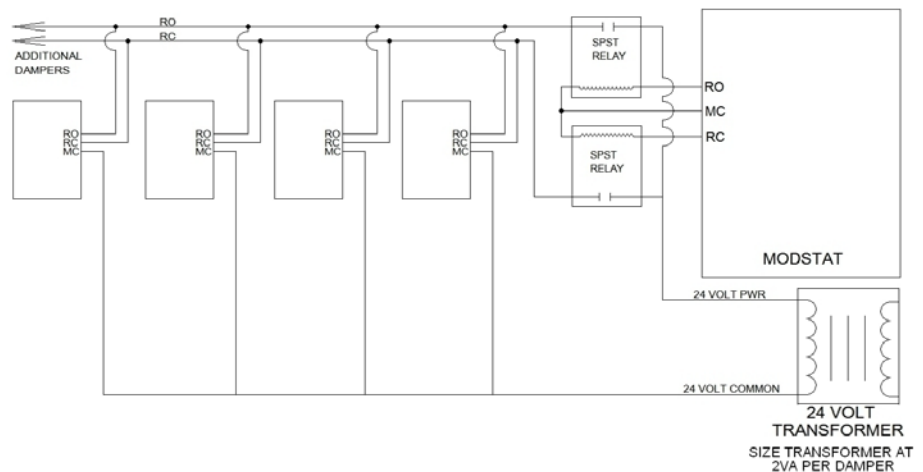 RO
RC
ADDITIONAL
DAMPERS
SPST
RELAY
RO
MC
RC
RO
RC
MC
RO
RC
MC
RO
RC
MC
RO
RC
MC
SPST
RELAY
MODSTAT
24 VOLT PWR
24 VOLT COMMON
24 VOLT
TRANSFORMER
SIZE TRANSFORMER AT
2VA PER DAMPER